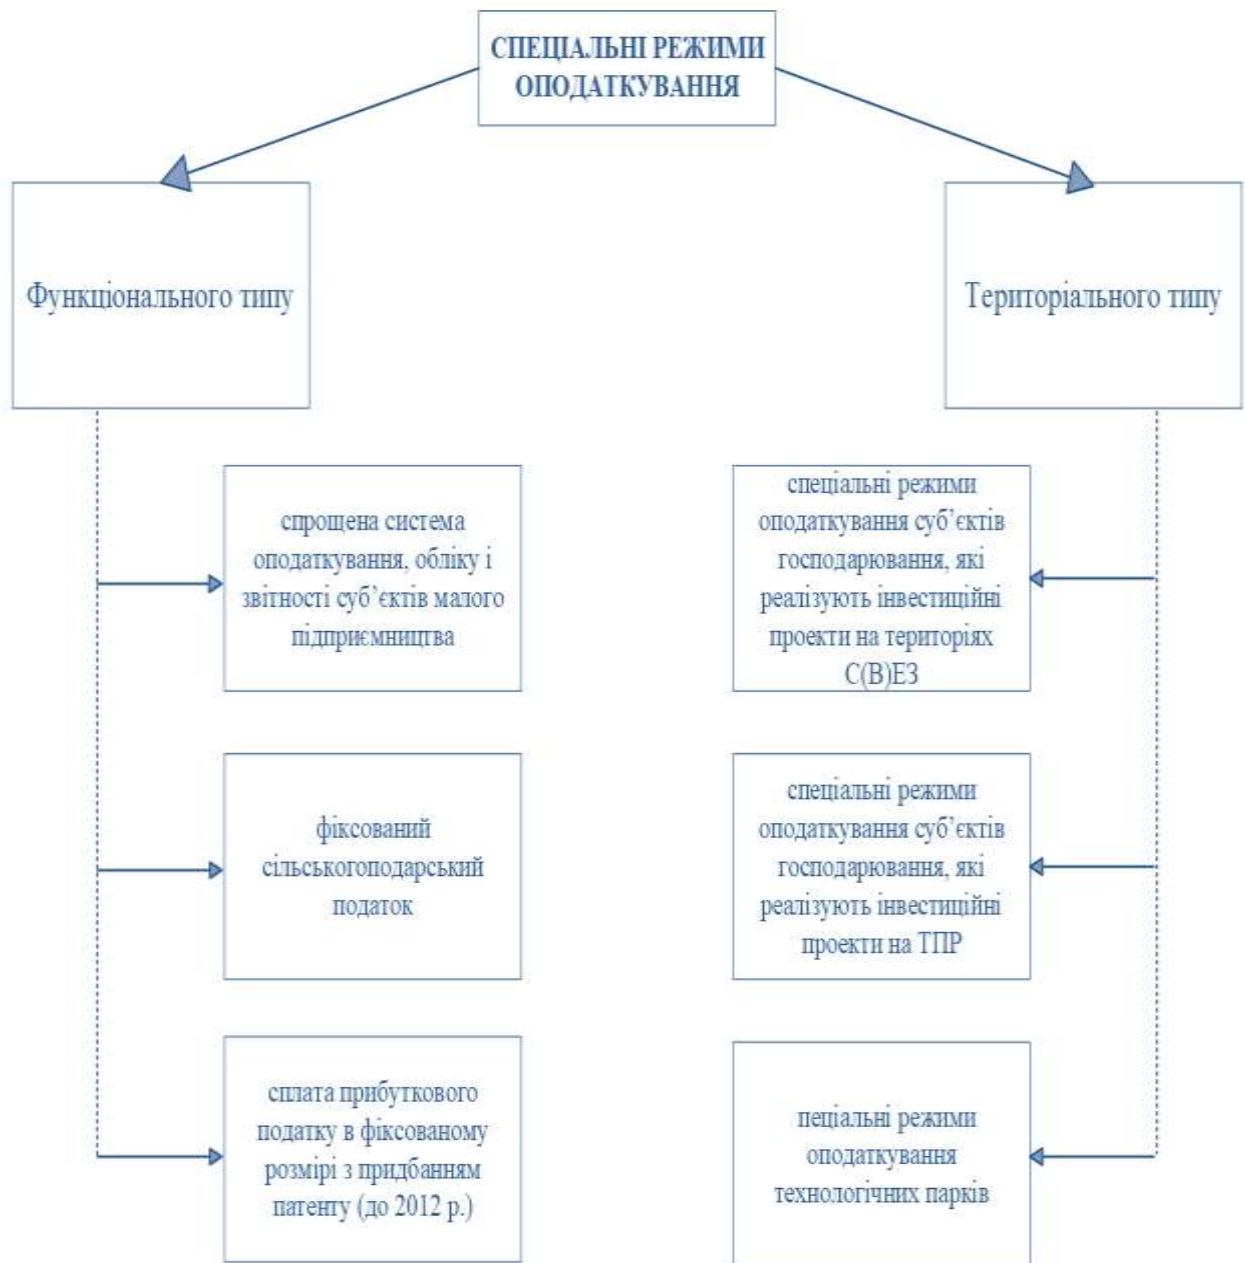 СПЕЦІАЛЬНІ РЕЖИМИ
ОПОДАТКУВАННЯ
Функціонального типу
Територіального типу
спрощена система
оподаткування, обліку і
звітності суб’єктів малого
підприємництва
спеціальні режими
оподаткування суб’єктів
господарювання, які
реалізують інвестиційні
проекти на територіях
С(В)ЕЗ
фіксований
сільськогоподарський
податок
спеціальні режими
оподаткування суб’єктів
господарювання, які
реалізують інвестиційні
проекти на ТПР
сплата прибуткового
податку в фіксованому
розмірі з придбанням
патенту (до 2012 р.)
пеціальні режими
оподаткування
технологічних парків